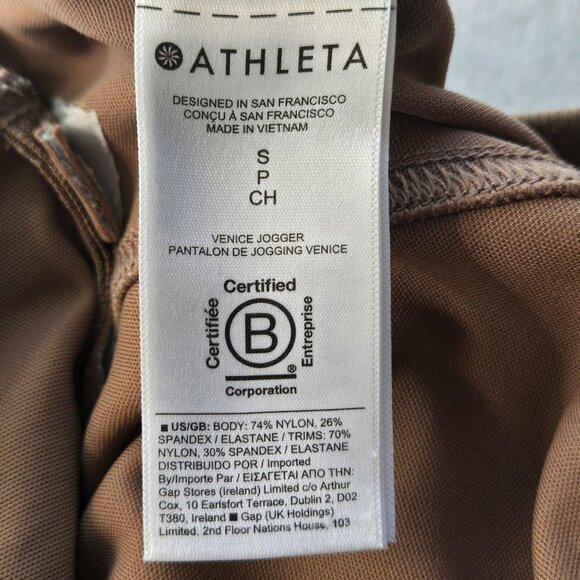 ATHLETA
DESIGNED IN SAN FRANCISCO
CONÇU À SAN FRANCISCO
MADE IN VIETNAM
S
P
CH
VENICE JOGGER
PANTALON DE JOGGING VENICE
Certified
Certifiée
B
Entreprise
®
Corporation
■ US/GB: BODY: 74% NYLON, 26%
SPANDEX / ELASTANE / TRIMS: 70%
NYLON, 30% SPANDEX / ELASTANE
DISTRIBUIDO POR / Imported
By/Importe Par / ΕΙΣΑΓΕΤΑΙ ΑΠΟ ΤΗΝ:
Gap Stores (Ireland) Limited c/o Arthur
Cox, 10 Earlsfort Terrace, Dublin 2, D02
T380, Ireland ■ Gap (UK Holdings)
Limited, 2nd Floor Nations House, 103